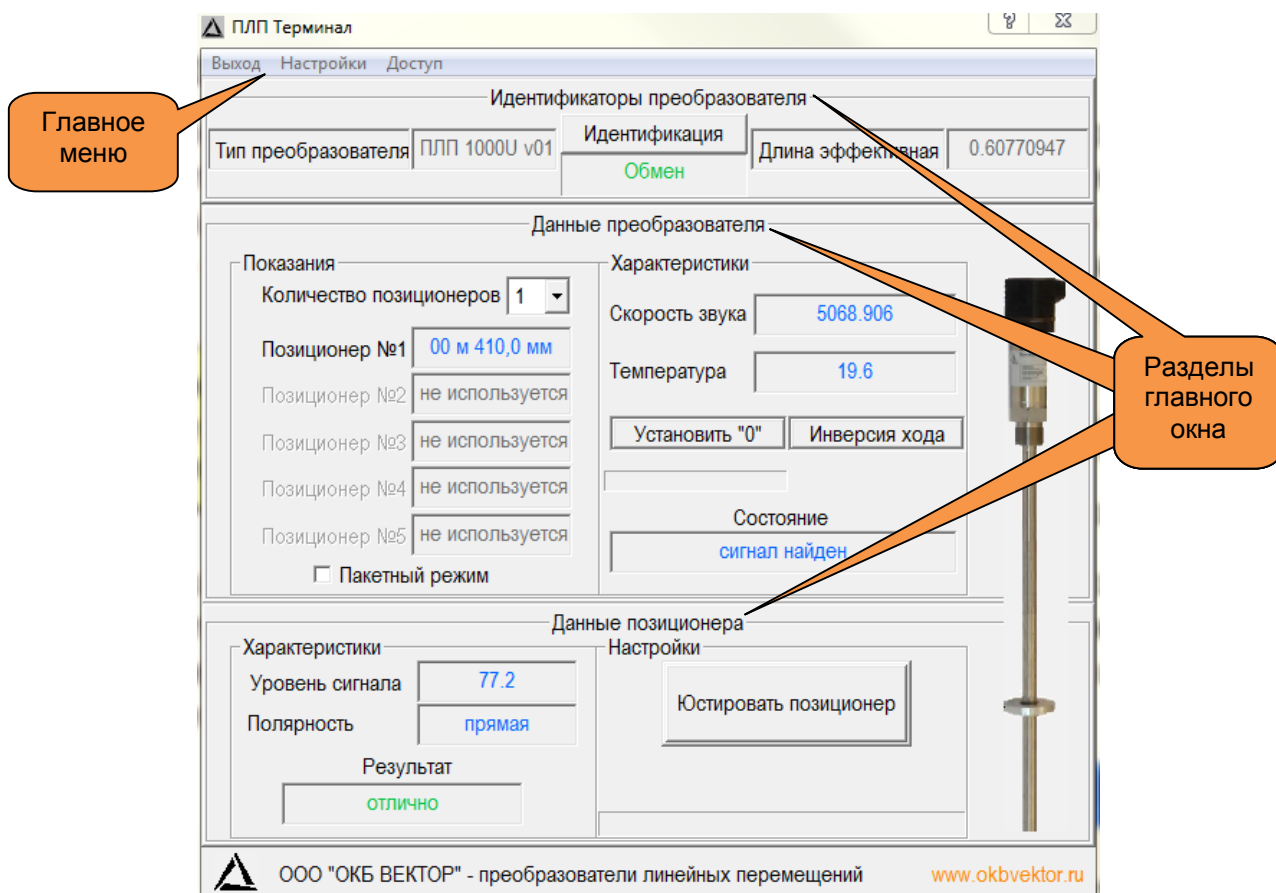 ПЛП Терминал
Выход Настройки Доступ
Главное
меню
Идентификаторы преобразователя
Тип преобразователя ПЛП 1000U v01 Идентификация Длина эффективная 0.60770947
Обмен
Данные преобразователя
Показания
Количество позиционеров 1
Позиционер №1 00 м 410,0 мм
Позиционер №2 не используется
Позиционер №3 не используется
Позиционер №4 не используется
Позиционер №5 не используется
Пакетный режим
Характеристики
Скорость звука 5068.906
Температура 19.6
Установить "0" Инверсия хода
Состояние
сигнал найден
Разделы
главного
окна
Данные позиционера
Характеристики
Уровень сигнала 77.2
Полярность прямая
Результат
отлично
Настройки
Юстировать позиционер
ООО "ОКБ ВЕКТОР" - преобразователи линейных перемещений www.okbvektor.ru